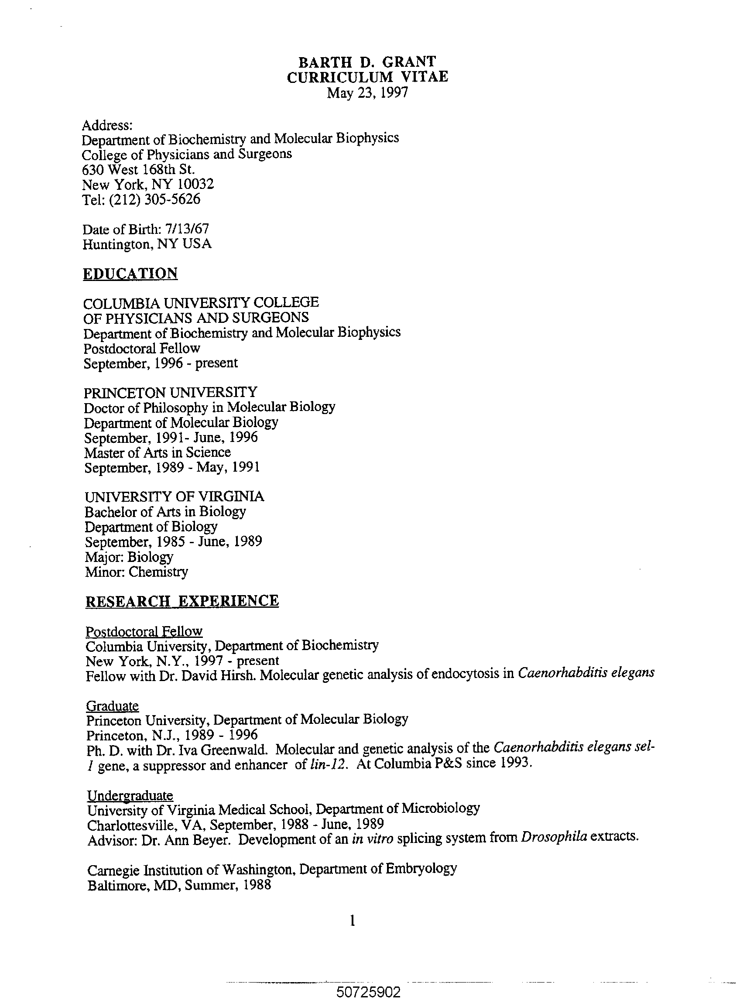 BARTH D. GRANT
CURRICULUM VITAE
May 23, 1997
Address:
Department of Biochemistry and Molecular Biophysics
College of Physicians and Surgeons
630 West 168th St.
New York, NY 10032
Tel: (212) 305-5626
Date of Birth: 7/13/67
Huntington, NY USA
EDUCATION
COLUMBIA UNIVERSITY COLLEGE
OF PHYSICIANS AND SURGEONS
Department of Biochemistry and Molecular Biophysics
Postdoctoral Fellow
September, 1996 - present
PRINCETON UNIVERSITY
Doctor of Philosophy in Molecular Biology
Department of Molecular Biology
September, 1991- June, 1996
Master of Arts in Science
September, 1989 - May, 1991
UNIVERSITY OF VIRGINIA
Bachelor of Arts in Biology
Department of Biology
September, 1985 - June, 1989
Major: Biology
Minor: Chemistry
RESEARCH EXPERIENCE
Postdoctoral Fellow
Columbia University, Department of Biochemistry
New York, N.Y., 1997 - present
Fellow with Dr. David Hirsh. Molecular genetic analysis of endocytosis in Caenorhabditis elegans
Graduate
Princeton University, Department of Molecular Biology
Princeton, N.J., 1989 - 1996
Ph. D. with Dr. Iva Greenwald. Molecular and genetic analysis of the Caenorhabditis elegans sel-
1 gene, a suppressor and enhancer of lin-12. At Columbia P&S since 1993.
Undergraduate
University of Virginia Medical School, Department of Microbiology
Charlottesville, VA, September, 1988 - June, 1989
Advisor: Dr. Ann Beyer. Development of an in vitro splicing system from Drosophila extracts.
Carnegie Institution of Washington, Department of Embryology
Baltimore, MD, Summer, 1988
1
50725902